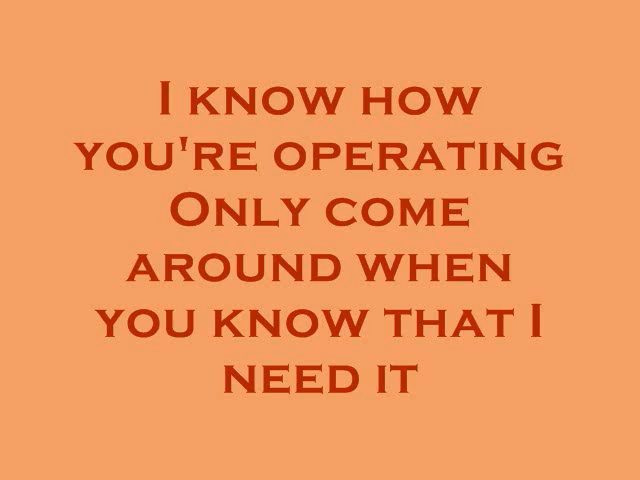 I know how
you're operating
Only come
around when
you know that I
need it